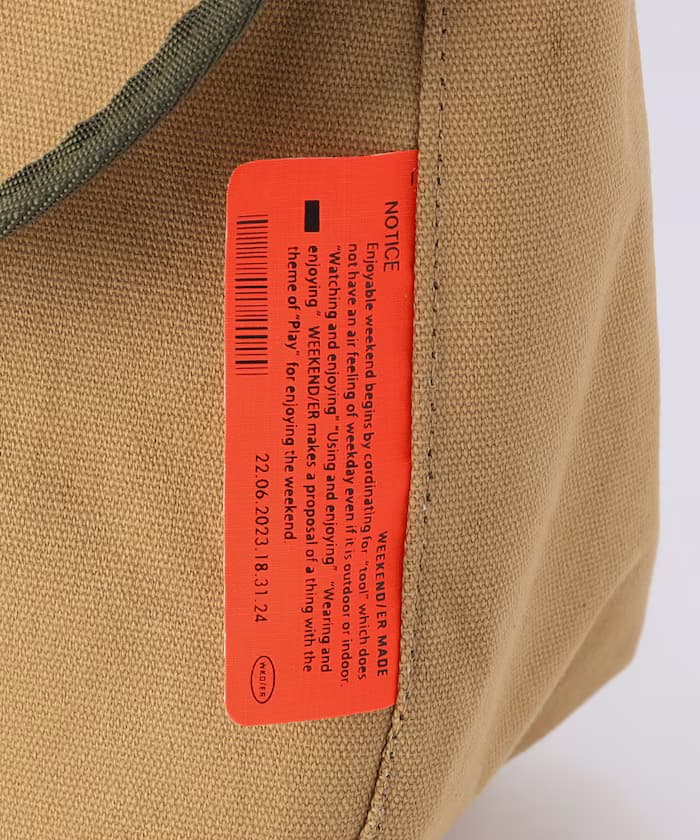 NOTICE
WEEKEND/ER MADE
Enjoyable weekend begins by cordinating for "tool" which does
not have an air feeling of weekday even if it is outdoor or indoor.
"Watching and enjoying" "Using and enjoying" "Wearing and
enjoying" WEEKEND/ER makes a proposal of a thing with the
theme of "Play" for enjoying the weekend.
22.06.2023.18.31.24
WKD/ER